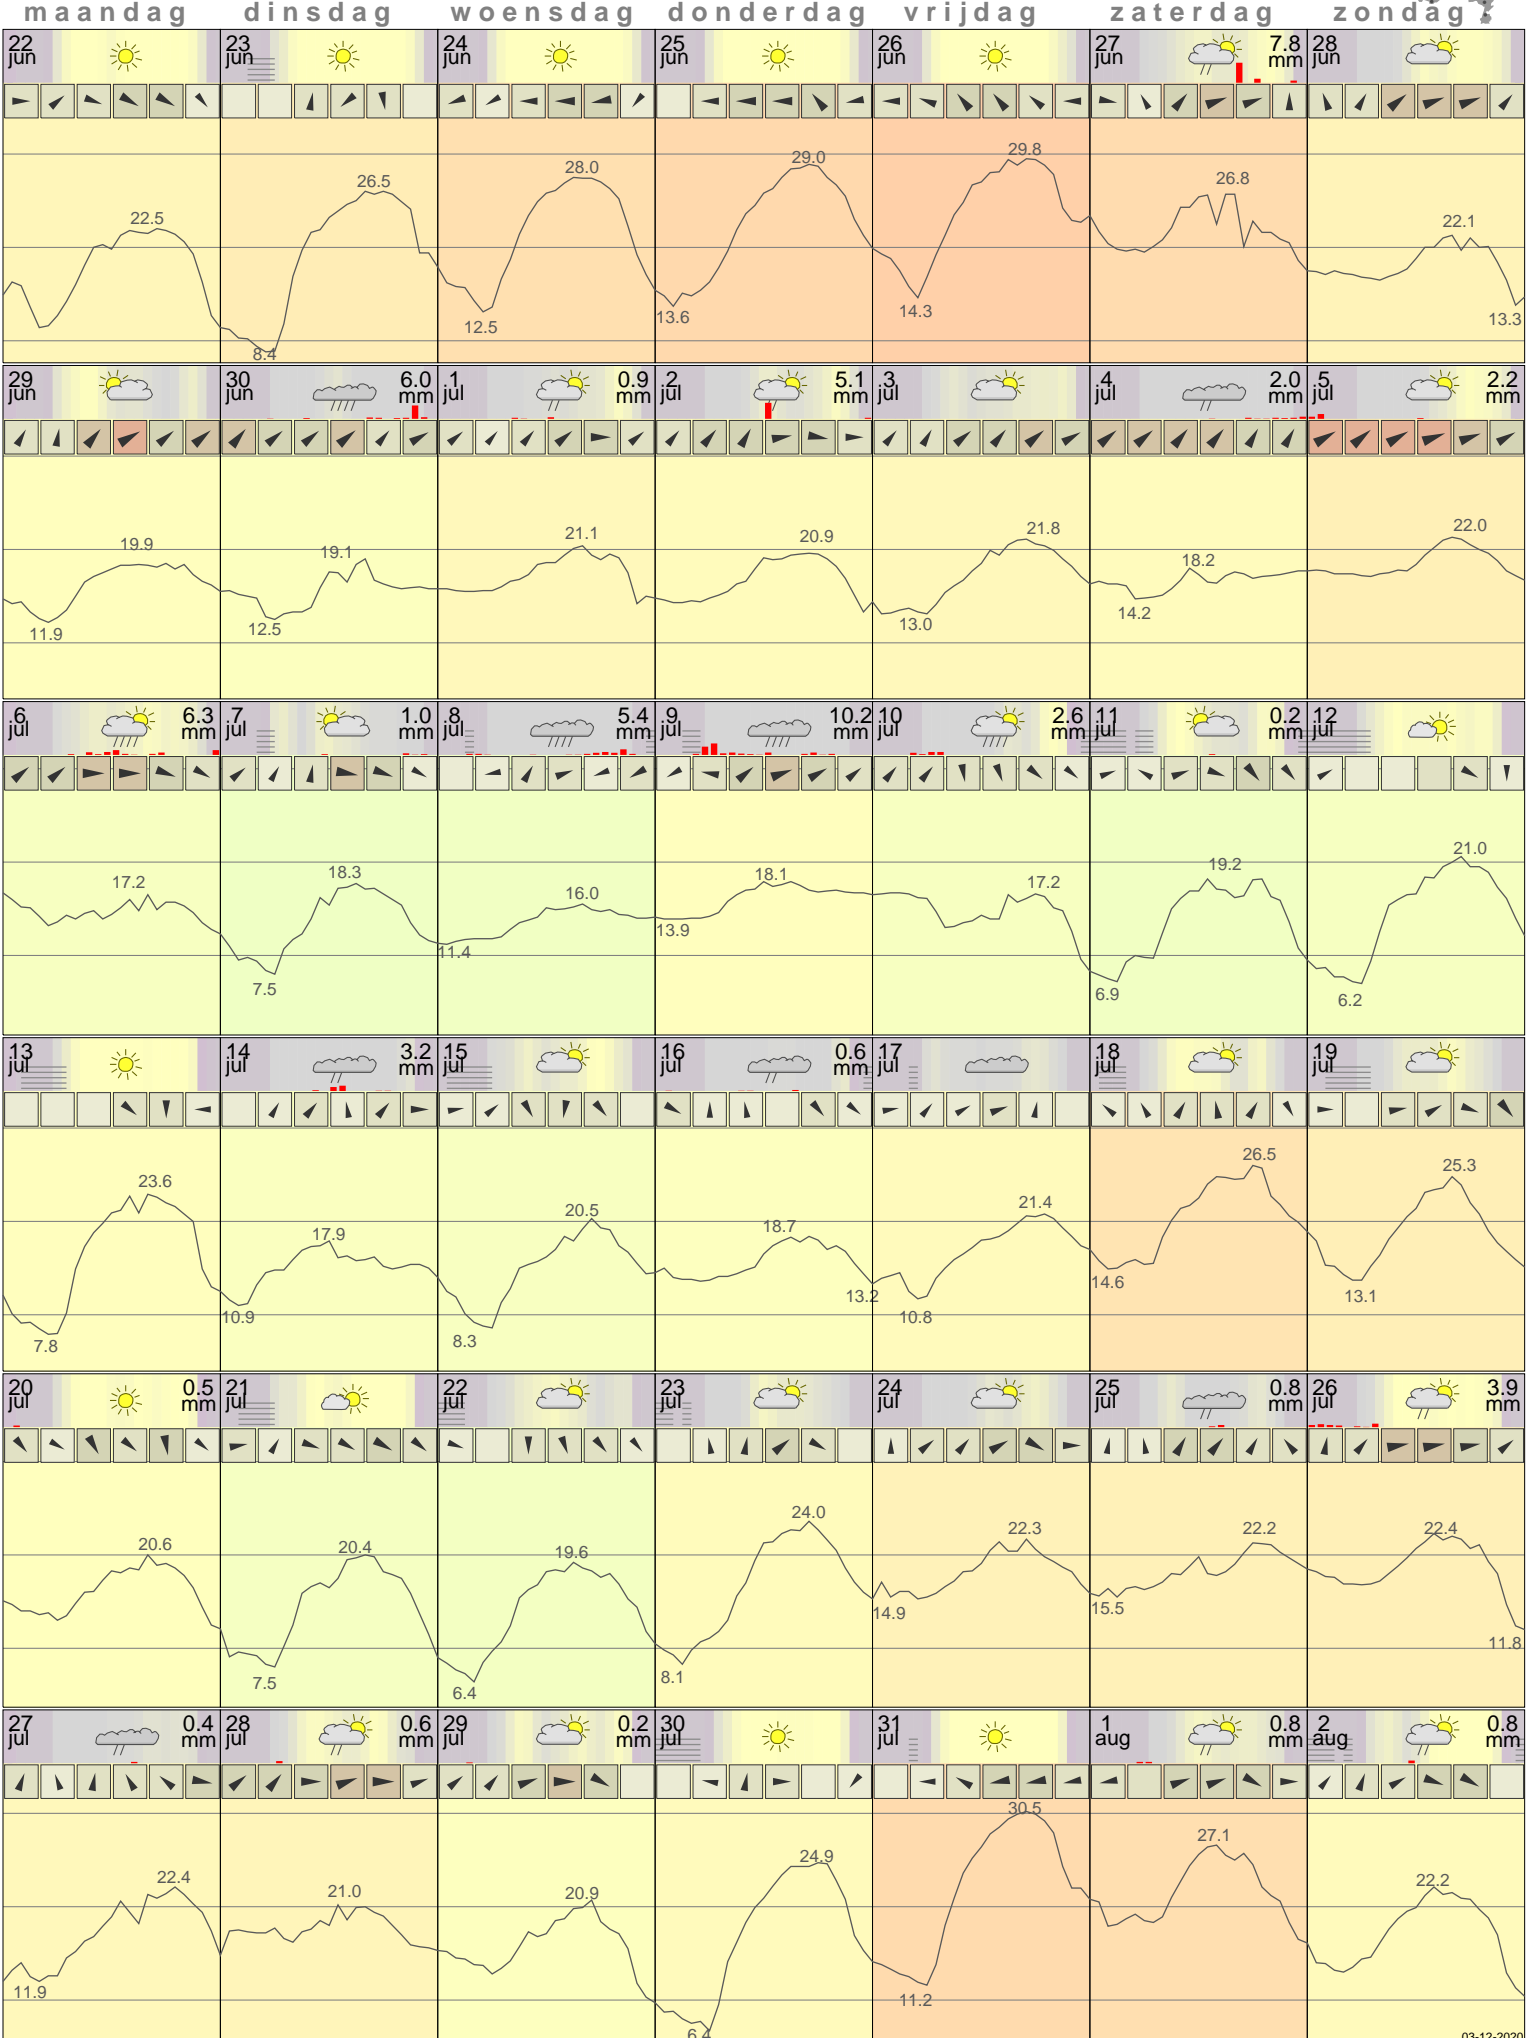 maandag dinsdag woensdag donderdag vrijdag zaterdag zondag
22 jun 23 jun 24 jun 25 jun 26 jun 27 jun 7.8 mm 28 jun
22.5 8.4 26.5 12.5 28.0 13.6 29.0 14.3 29.8 26.8 22.1 13.3
29 jun 30 jun 6.0 mm 1 jul 0.9 mm 2 jul 5.1 mm 3 jul 4 jul 2.0 mm 5 jul 2.2 mm
11.9 19.9 12.5 19.1 21.1 20.9 13.0 21.8 14.2 18.2 22.0
6 jul 6.3 mm 7 jul 1.0 mm 8 jul 5.4 mm 9 jul 10.2 mm 10 jul 2.6 mm 11 jul 0.2 mm 12 jul
17.2 7.5 18.3 11.4 16.0 13.9 18.1 17.2 6.9 19.2 6.2 21.0
13 jul 14 jul 3.2 mm 15 jul 16 jul 0.6 mm 17 jul 18 jul 19 jul
7.8 23.6 10.9 17.9 8.3 20.5 18.7 13.2 10.8 21.4 14.6 26.5 13.1 25.3
20 jul 0.5 mm 21 jul 22 jul 23 jul 24 jul 25 jul 0.8 mm 26 jul 3.9 mm
20.6 7.5 20.4 6.4 19.6 8.1 24.0 14.9 22.3 15.5 22.2 22.4 11.8
27 jul 0.4 mm 28 jul 0.6 mm 29 jul 0.2 mm 30 jul 31 jul 1 aug 0.8 mm 2 aug 0.8 mm
11.9 22.4 21.0 20.9 6.4 24.9 11.2 30.5 27.1 22.2
03-12-2020